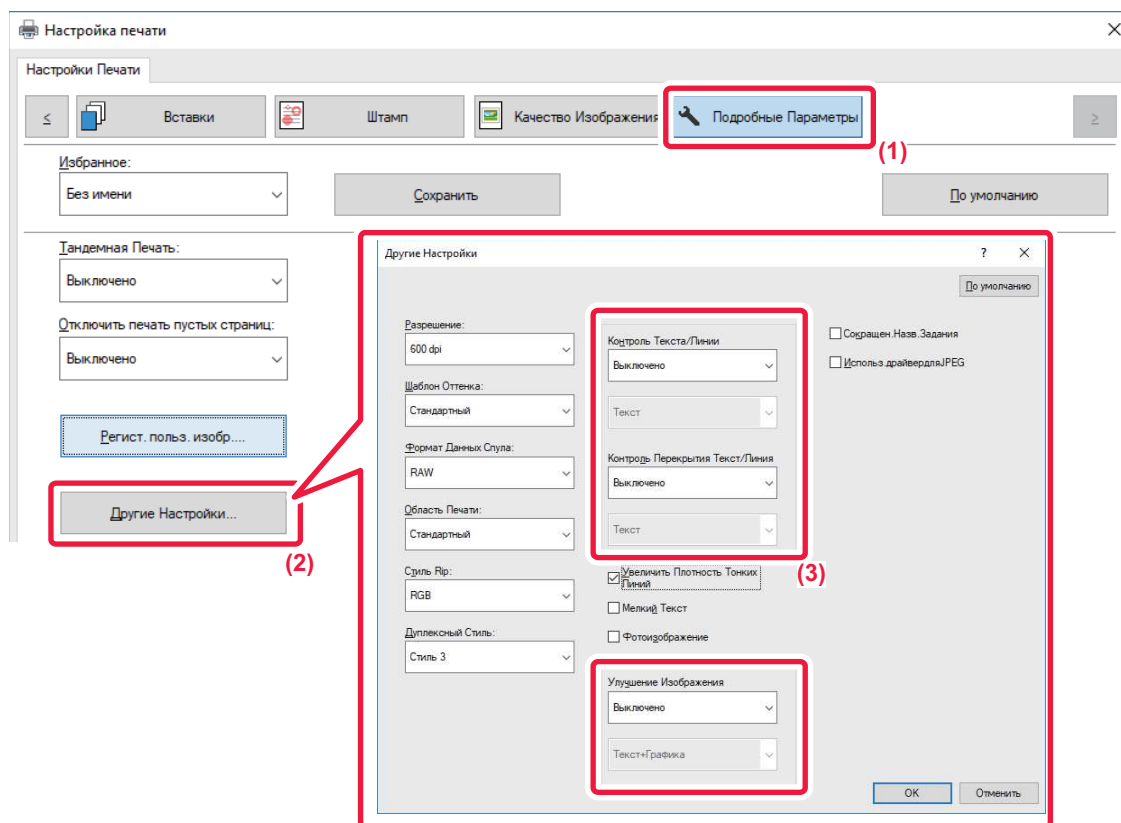 Настройка печати
Настройки Печати
≤
Вставки
Штамп
Качество Изображения
Подробные Параметры
≥
(1)
Избранное:
Без имени
Сохранить
По умолчанию
Тандемная Печать:
Выключено
Отключить печать пустых страниц:
Выключено
Регист. польз. изобр....
Другие Настройки...
(2)
Другие Настройки
?
По умолчанию
Разрешение:
600 dpi
Шаблон Оттенка:
Стандартный
Формат Данных Спула:
RAW
Область Печати:
Стандартный
Стиль Rip:
RGB
Дуплексный Стиль:
Стиль 3
Контроль Текста/Линии
Выключено
Текст
Контроль Перекрытия Текст/Линия
Выключено
Текст
(3)
Увеличить Плотность Тонких
Линий
Мелкий Текст
Фотоизображение
Улушение Изображения
Выключено
Текст+Графика
Сокращен.Назв.Задания
Использ.драйвердляJPEG
OK
Отменить